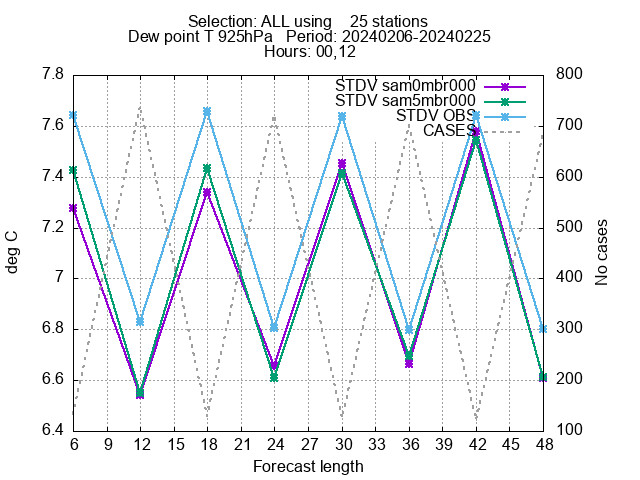 Selection: ALL using    25 stations
Dew point T 925hPa   Period: 20240206-20240225
Hours: 00,12
7.8
7.6
7.4
7.2
7
6.8
6.6
6.4
800
700
600
500
400
300
200
100
STDV sam0mbr000
STDV sam5mbr000
STDV OBS
CASES
deg C
No cases
6 9 12 15 18 21 24 27 30 33 36 39 42 45 48
Forecast length